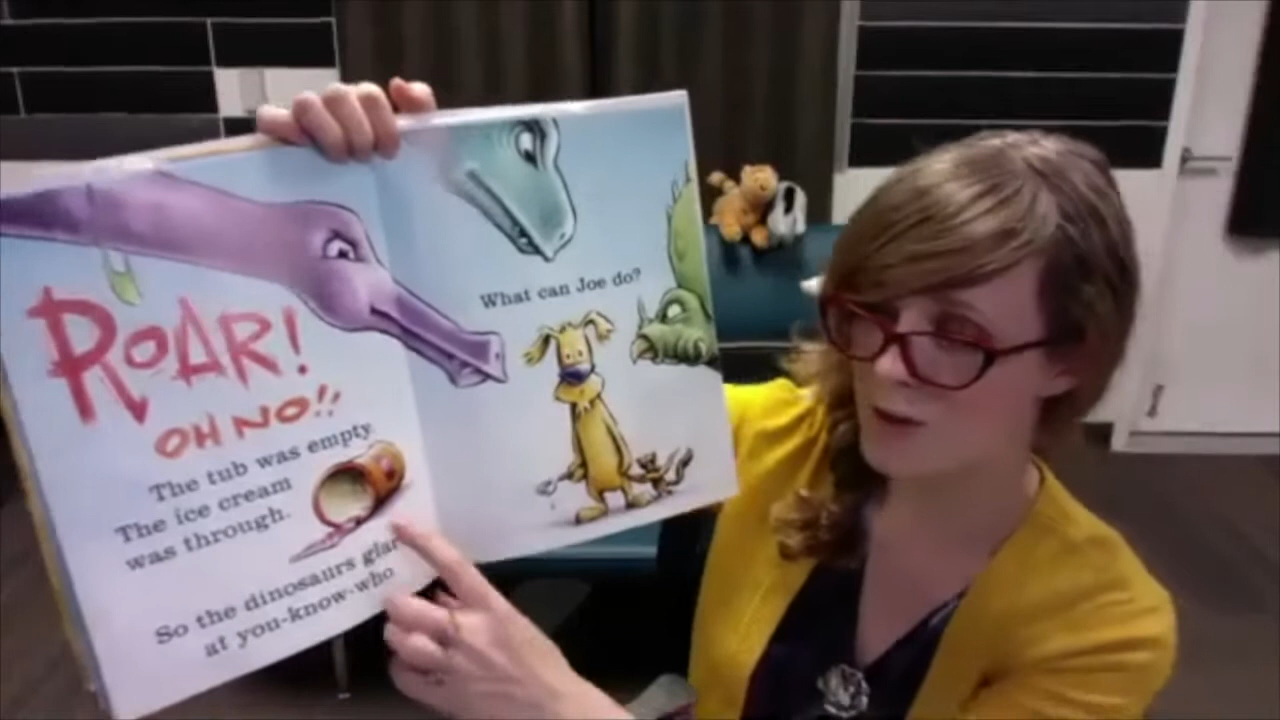 ROAR!
OH NO!!
The tub was empty.
The ice cream
was through.
So the dinosaurs
at you-know-who
What can Joe do?